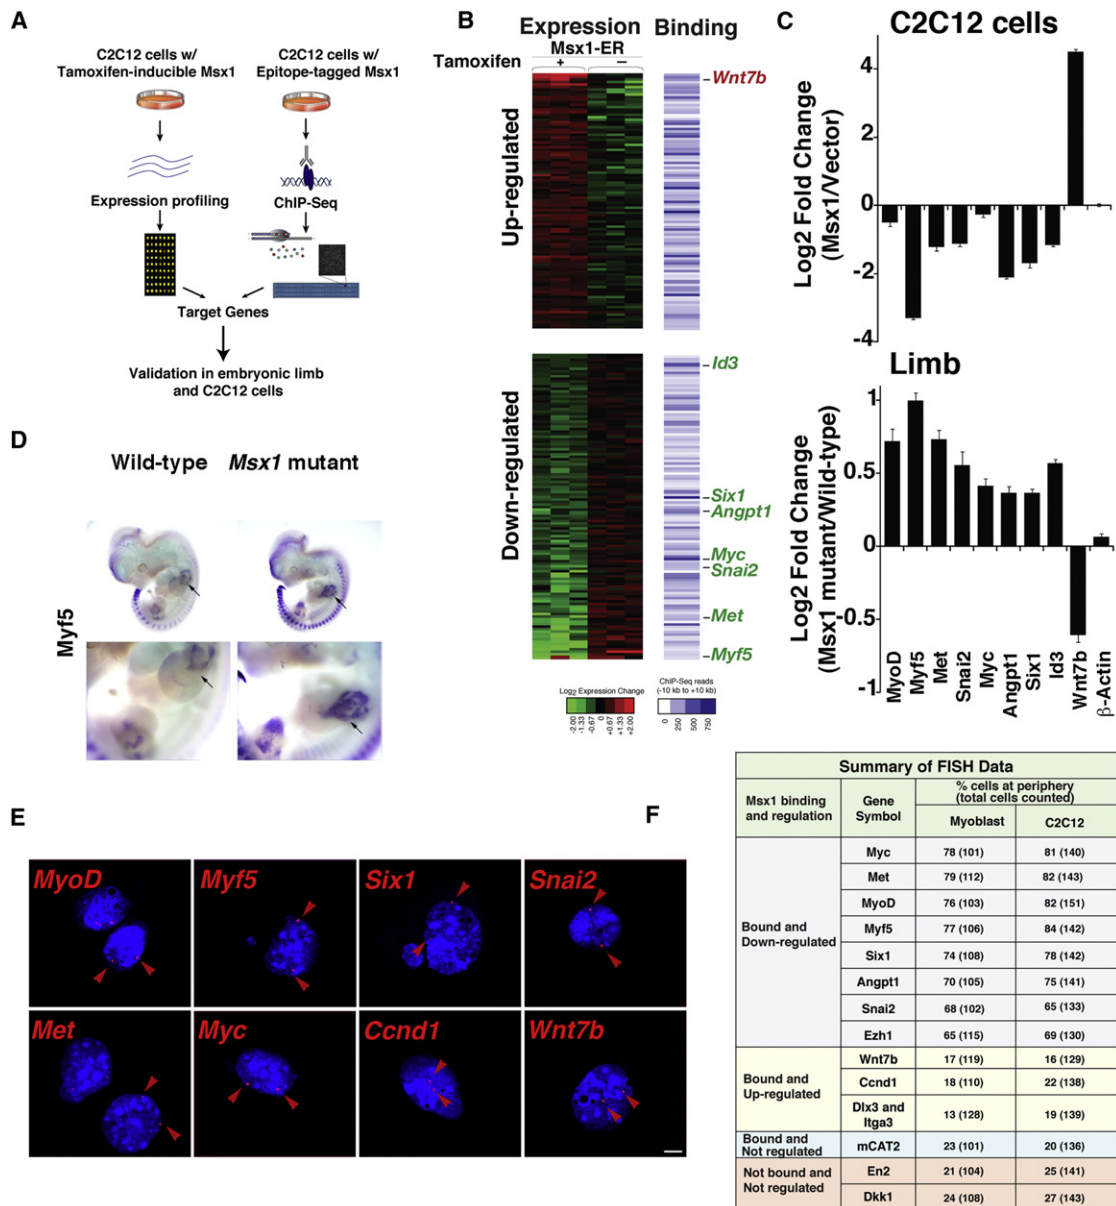 A
C2C12 cells w/
Tamoxifen-inducible Msx1
C2C12 cells w/
Epitope-tagged Msx1
Expression profiling
ChIP-Seq
Target Genes
Validation in embryonic limb
and C2C12 cells
B
Expression
Binding
Msx1-ER
Tamoxifen
+
−
Up-regulated
Wnt7b
Down-regulated
Id3
Six1
Angpt1
Myc
Snai2
Met
Myf5
Log2 Expression Change
-2.00
-1.33
-0.67
0
+0.67
+1.33
+2.00
ChIP-Seq reads
(-10 kb to +10 kb)
0
250
500
750
C
C2C12 cells
Log2 Fold Change
(Msx1/Vector)
4
2
0
-2
-4
Limb
Log2 Fold Change
(Msx1 mutant/Wild-type)
1
0.5
0
-0.5
-1
MyoD
Myf5
Met
Snai2
Myc
Angpt1
Six1
Id3
Wnt7b
β-Actin
D
Wild-type
Msx1 mutant
Myf5
E
MyoD
Myf5
Six1
Snai2
Met
Myc
Ccnd1
Wnt7b
F
Summary of FISH Data
Msx1 binding
and regulation
Gene
Symbol
% cells at periphery
(total cells counted)
Myoblast
C2C12
Bound and
Down-regulated
Myc 78 (101) 81 (140)
Met 79 (112) 82 (143)
MyoD 76 (103) 82 (151)
Myf5 77 (106) 84 (142)
Six1 74 (108) 78 (142)
Angpt1 70 (105) 75 (141)
Snai2 68 (102) 65 (133)
Ezh1 65 (115) 69 (130)
Bound and
Up-regulated
Wnt7b 17 (119) 16 (129)
Ccnd1 18 (110) 22 (138)
Dlx3 and
Itga3 13 (128) 19 (139)
Bound and
Not regulated
mCAT2 23 (101) 20 (136)
Not bound and
Not regulated
En2 21 (104) 25 (141)
Dkk1 24 (108) 27 (143)